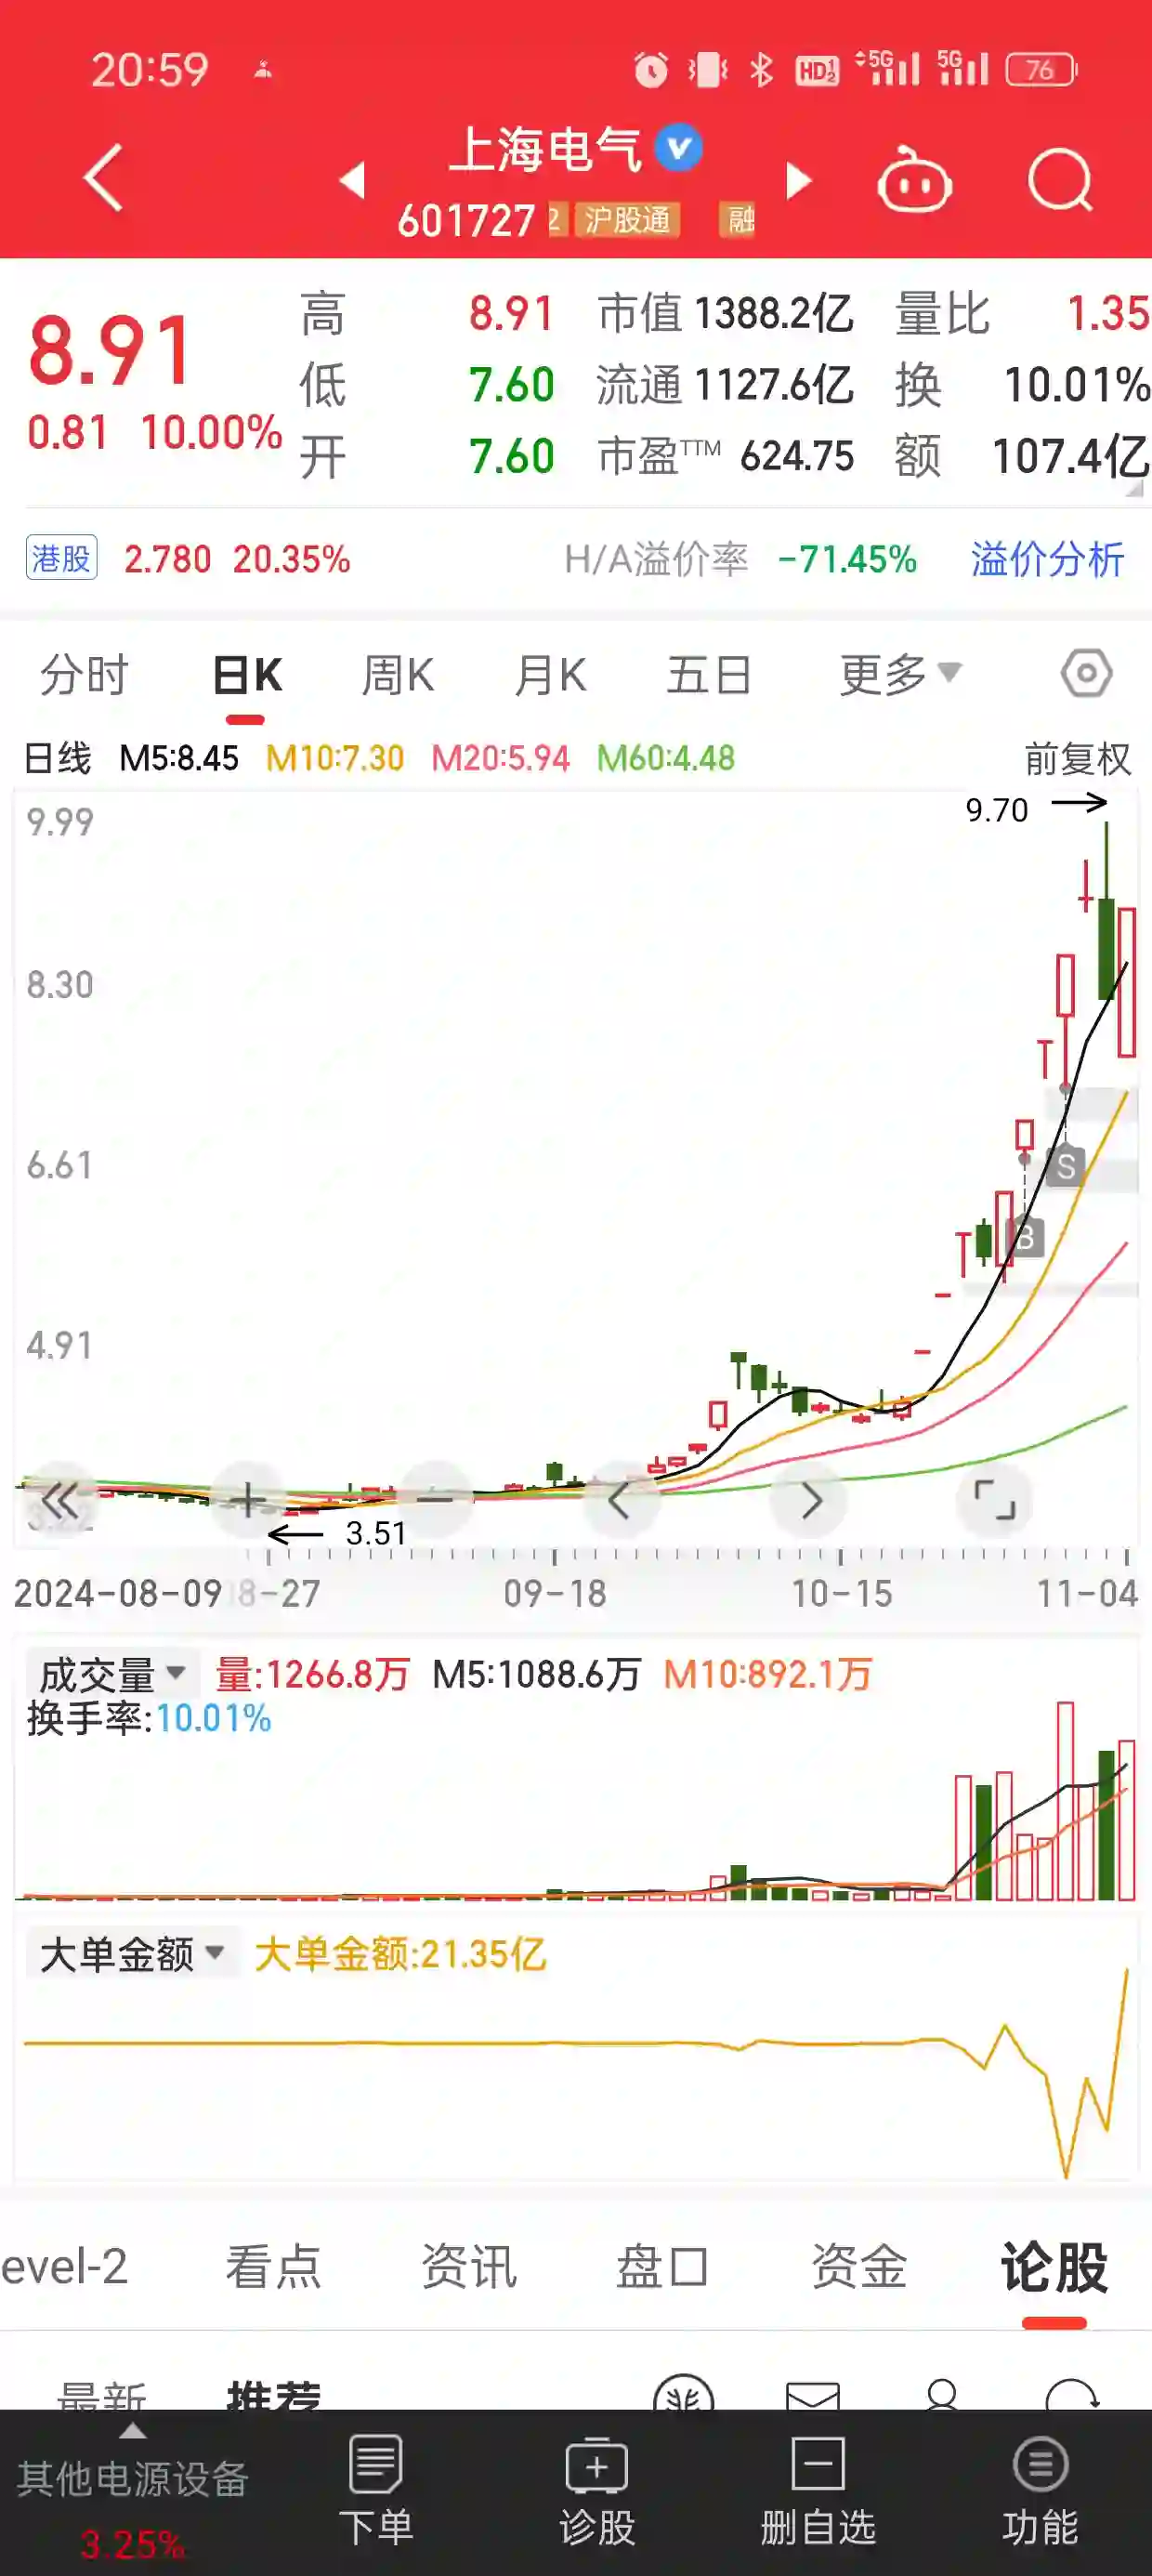 20:59 HD 1 2 5G 5G 76
上海电气
601727 沪股通 融
8.91
0.81 10.00%
高 8.91 市值 1388.2亿 量比 1.35
低 7.60 流通 1127.6亿 换 10.01%
开 7.60 市盈TTM 624.75 额 107.4亿
港股 2.780 20.35% H/A溢价率 -71.45% 溢价分析
分时 日K 周K 月K 五日 更多
日线 M5:8.45 M10:7.30 M20:5.94 M60:4.48 前复权
9.70
9.99
8.30
6.61
S
B
4.91
3.22
3.51
2024-08-09 8-27 09-18 10-15 11-04
成交量 量:1266.8万 M5:1088.6万 M10:892.1万
换手率:10.01%
大单金额 大单金额:21.35亿
evel-2 看点 资讯 盘口 资金 论股
最新 推荐
其他电源设备
3.25%
下单 诊股 删自选 功能